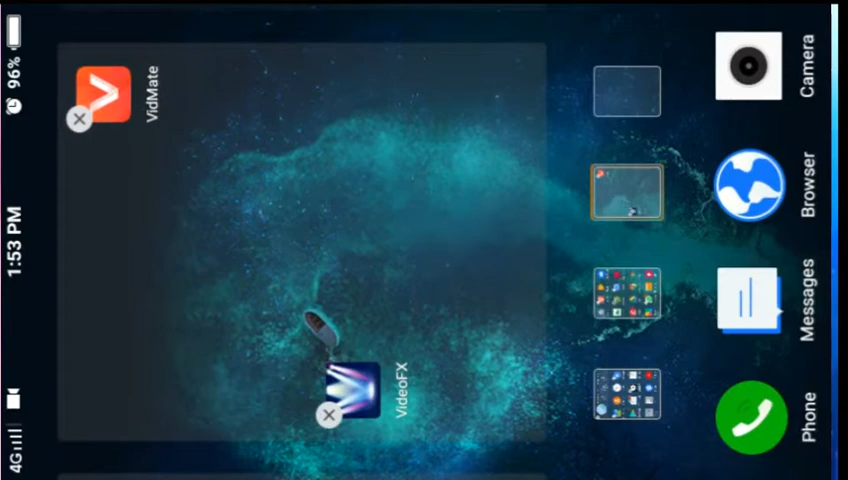 4G
1:53 PM
96%
VidMate
VideoFX
Phone
Messages
Browser
Camera